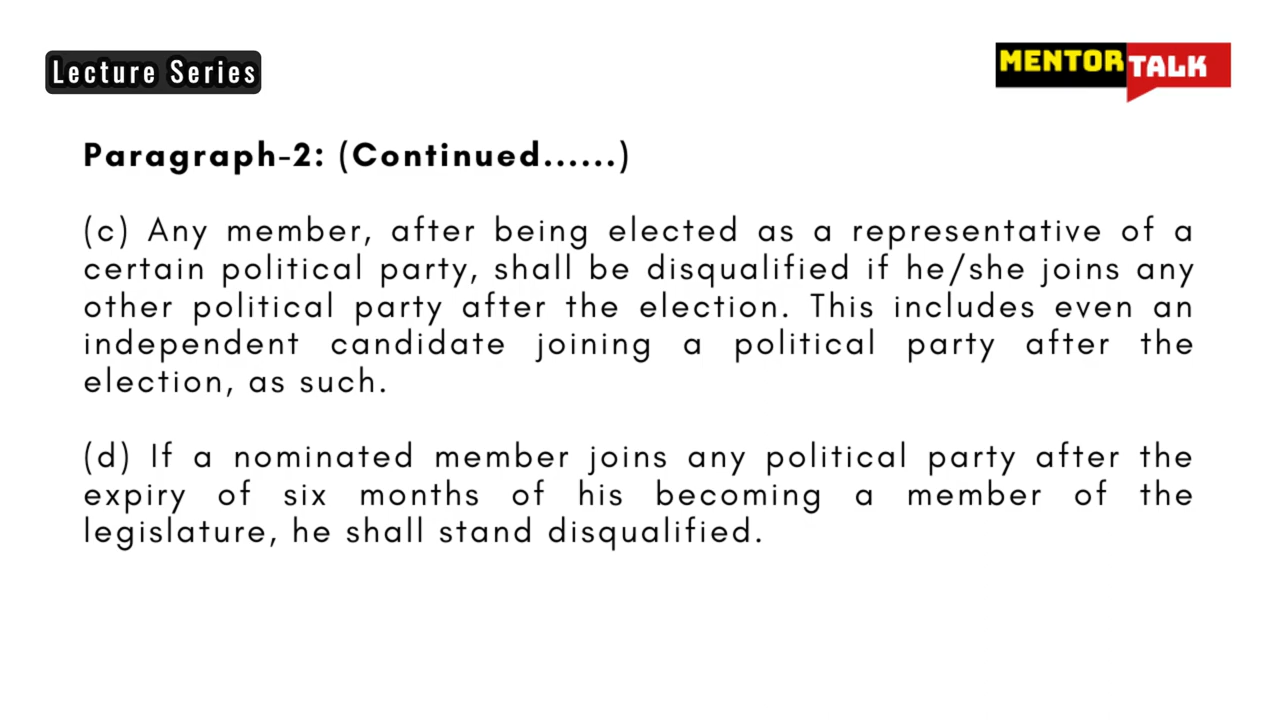 Lecture Series
MENTOR TALK
Paragraph-2: (Continued......)
(c) Any member, after being elected as a representative of a
certain political party, shall be disqualified if he/she joins any
other political party after the election. This includes even an
independent candidate joining a political party after the
election, as such.
(d) If a nominated member joins any political party after the
expiry of six months of his becoming a member of the
legislature, he shall stand disqualified.